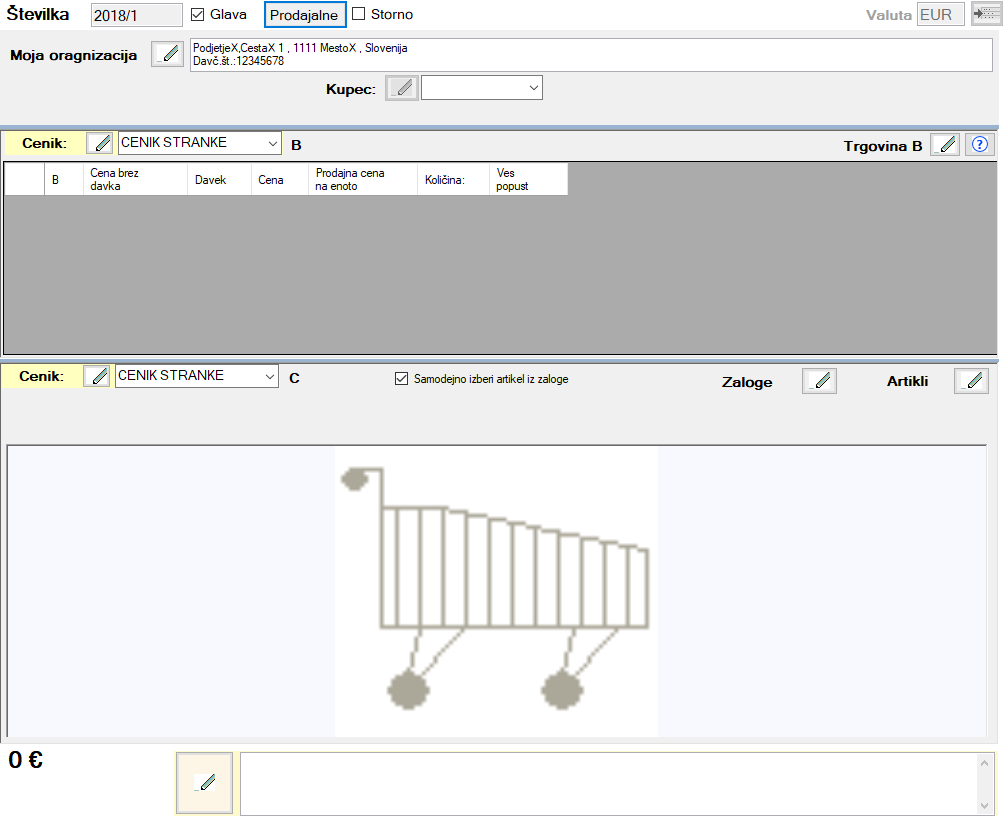 Številka 2018/1 Glava Prodajalne Storno Valuta EUR
Moja oragnizacija
PodjetjeX,CestaX 1 , 1111 MestoX , Slovenija
Davč.št.:12345678
Kupec:
Cenik: CENIK STRANKE B Trgovina B ?
B Cena brez davka Davek Cena Prodajna cena na enoto Količina: Ves popust
Cenik: CENIK STRANKE C Samodejno izberi artikel iz zaloge Zaloge Artikli
0 €